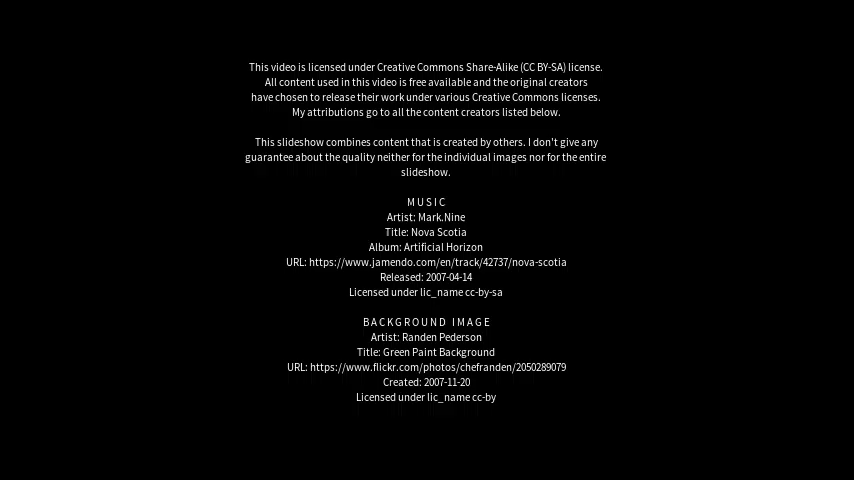 This video is licensed under Creative Commons Share-Alike (CC BY-SA) license.
All content used in this video is free available and the original creators
have chosen to release their work under various Creative Commons licenses.
My attributions go to all the content creators listed below.
This slideshow combines content that is created by others. I don't give any
guarantee about the quality neither for the individual images nor for the entire
slideshow.
MUSIC
Artist: Mark.Nine
Title: Nova Scotia
Album: Artificial Horizon
URL: https://www.jamendo.com/en/track/42737/nova-scotia
Released: 2007-04-14
Licensed under lic_name cc-by-sa
BACKGROUND IMAGE
Artist: Randen Pederson
Title: Green Paint Background
URL: https://www.flickr.com/photos/chefranden/2050289079
Created: 2007-11-20
Licensed under lic_name cc-by